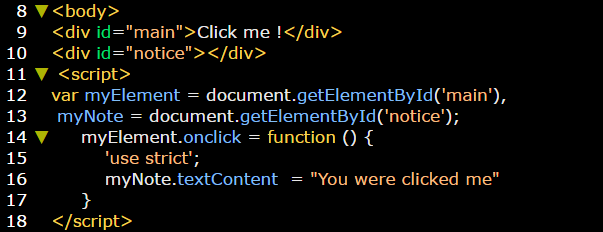 8 ▼<body>
9 <div id="main">Click me !</div>
10 <div id="notice"></div>
11 ▼ <script>
12 var myElement = document.getElementById('main'),
13 myNote = document.getElementById('notice');
14 ▼ myElement.onclick = function () {
15 'use strict';
16 myNote.textContent = "You were clicked me"
17 }
18 </script>